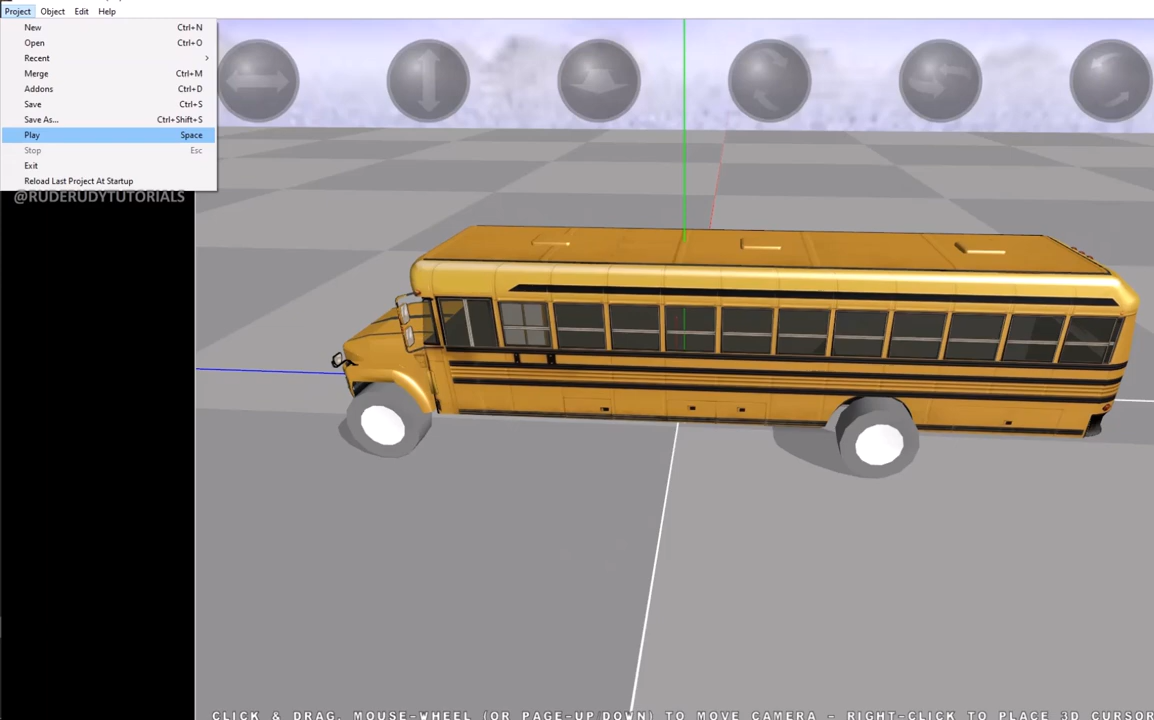 Project Object Edit Help
New Ctrl+N
Open Ctrl+O
Recent >
Merge Ctrl+M
Addons Ctrl+D
Save Ctrl+S
Save As... Ctrl+Shift+S
Play Space
Stop Esc
Exit
Reload Last Project At Startup
@RUDERUDYTUTORIALS
CLICK & DRAG, MOUSE-WHEEL (OR PAGE-UP/DOWN) TO MOVE CAMERA - RIGHT-CLICK TO PLACE 3D CURSOR